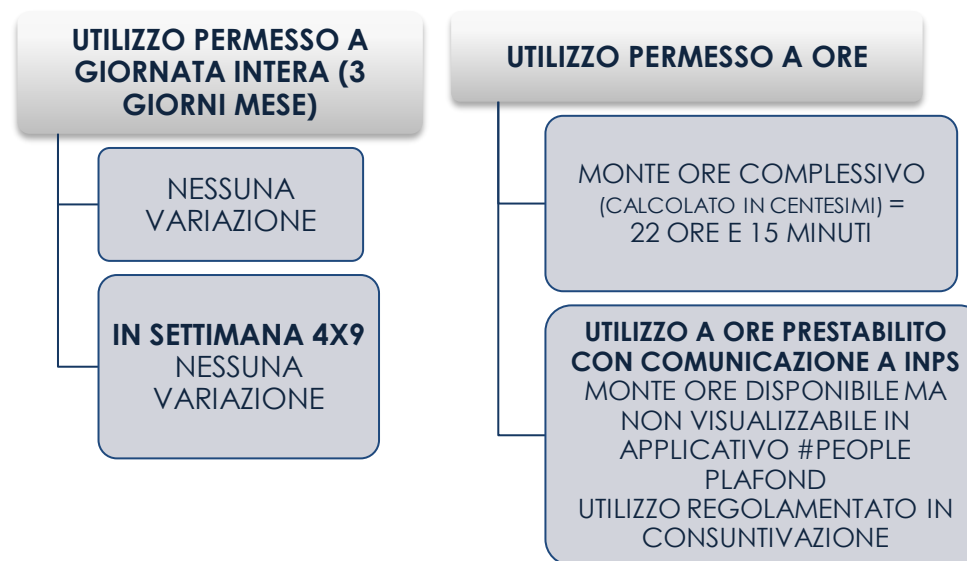 UTILIZZO PERMESSO A
GIORNATA INTERA (3
GIORNI MESE)
NESSUNA
VARIAZIONE
IN SETTIMANA 4X9
NESSUNA
VARIAZIONE
UTILIZZO PERMESSO A ORE
MONTE ORE COMPLESSIVO
(CALCOLATO IN CENTESIMI) =
22 ORE E 15 MINUTI
UTILIZZO A ORE PRESTABILITO
CON COMUNICAZIONE A INPS
MONTE ORE DISPONIBILE MA
NON VISUALIZZABILE IN
APPLICATIVO #PEOPLE
PLAFOND
UTILIZZO REGOLAMENTATO IN
CONSUNTIVAZIONE